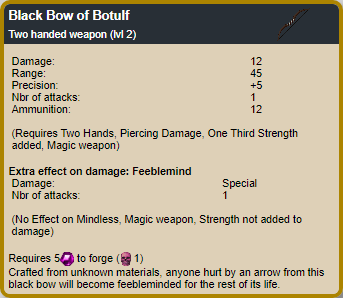 Black Bow of Botulf
Two handed weapon (lvl 2)
Damage: 12
Range: 45
Precision: +5
Nbr of attacks: 1
Ammunition: 12
(Requires Two Hands, Piercing Damage, One Third Strength
added, Magic weapon)
Extra effect on damage: Feeblemind
Damage: Special
Nbr of attacks: 1
(No Effect on Mindless, Magic weapon, Strength not added to
damage)
Requires 5 to forge ( 1)
Crafted from unknown materials, anyone hurt by an arrow from this
black bow will become feebleminded for the rest of its life.